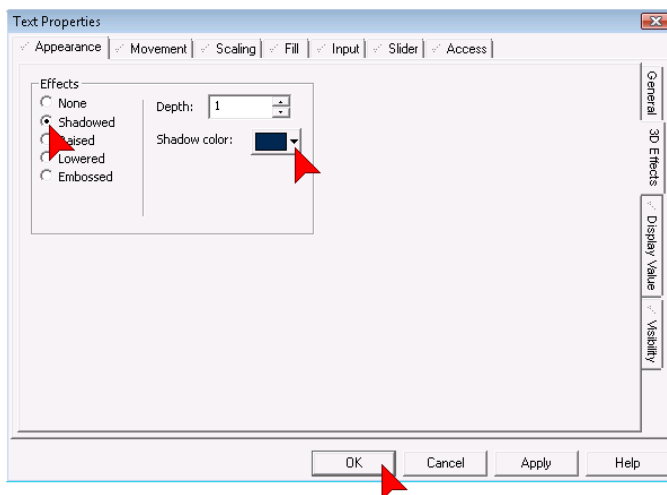 Text Properties
Appearance Movement Scaling Fill Input Slider Access
Effects
None
Shadowed
Raised
Lowered
Embossed
Depth: 1
Shadow color:
General
3D Effects
Display Value
Visibility
OK Cancel Apply Help